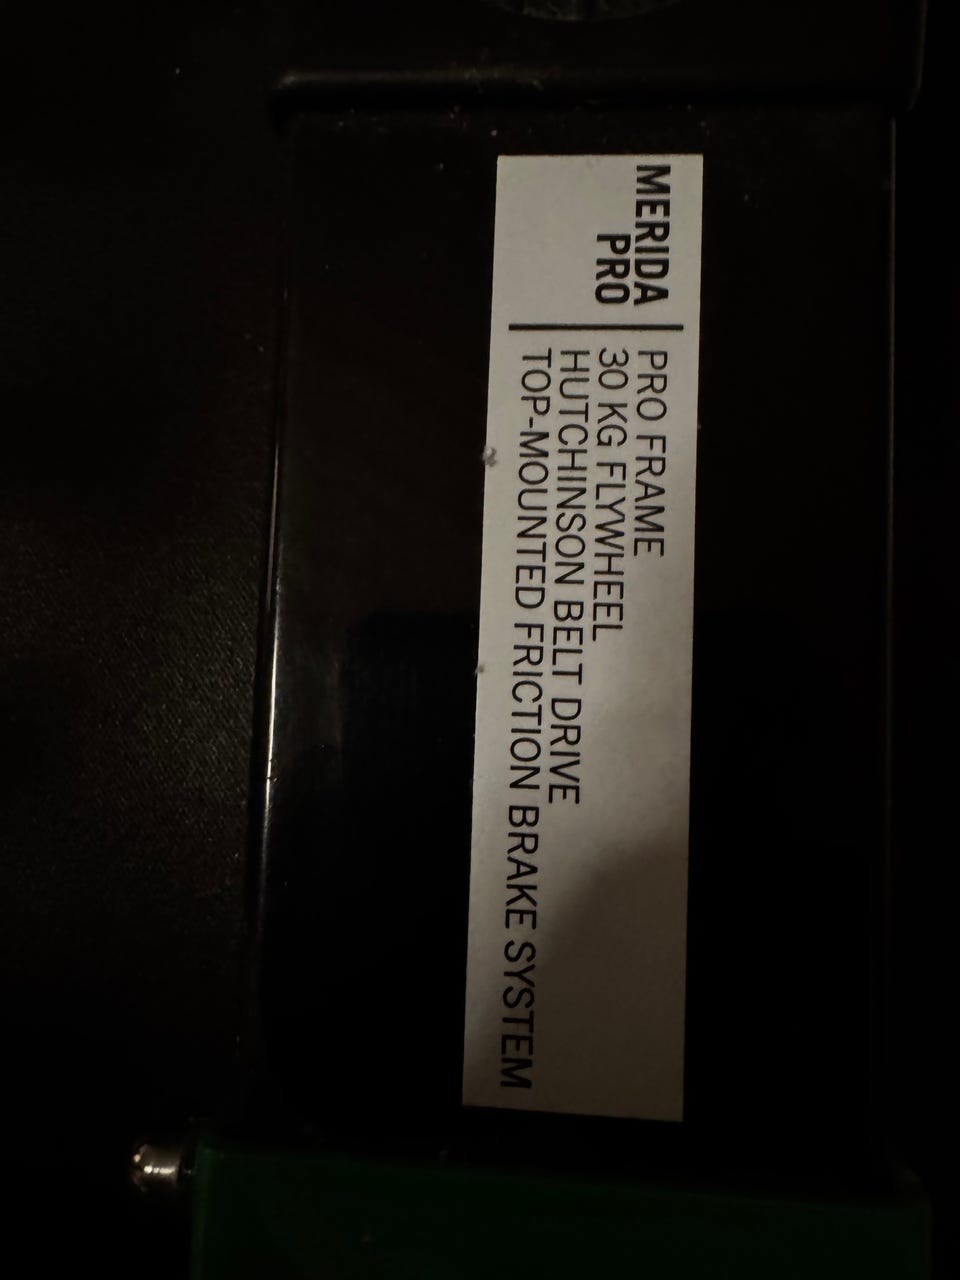 MERIDA
PRO
PRO FRAME
30 KG FLYWHEEL
HUTCHINSON BELT DRIVE
TOP-MOUNTED FRICTION BRAKE SYSTEM